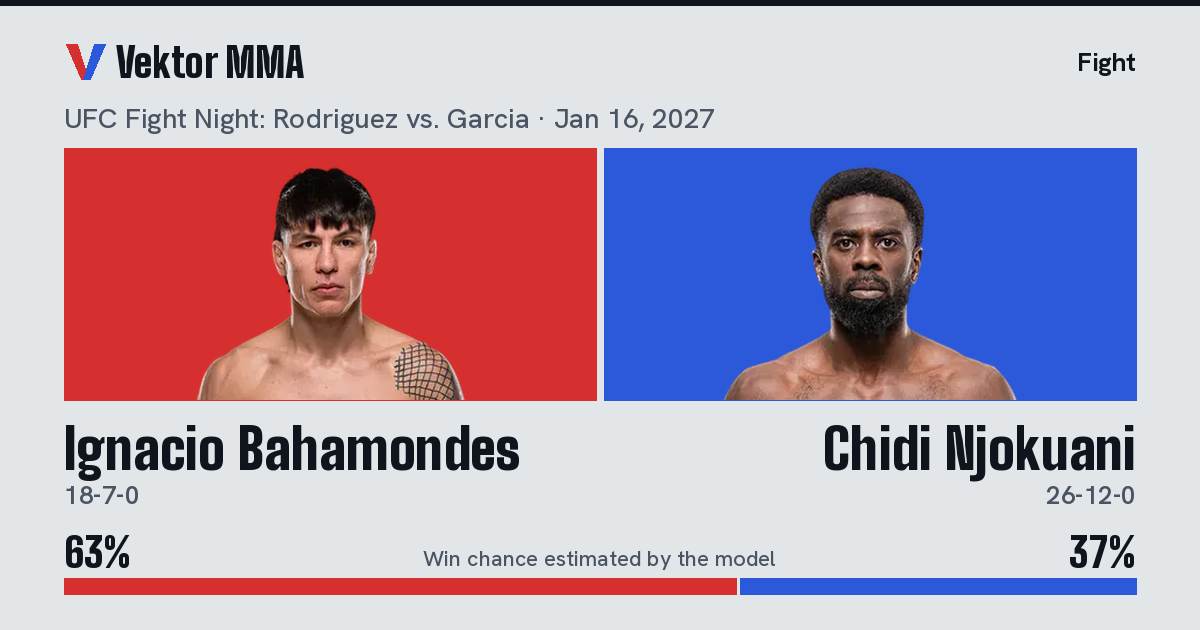 Vektor MMA
Fight
UFC Fight Night: Rodriguez vs. Garcia · Jan 16, 2027
Ignacio Bahamondes
Chidi Njokuani
18-7-0
26-12-0
63%
Win chance estimated by the model
37%